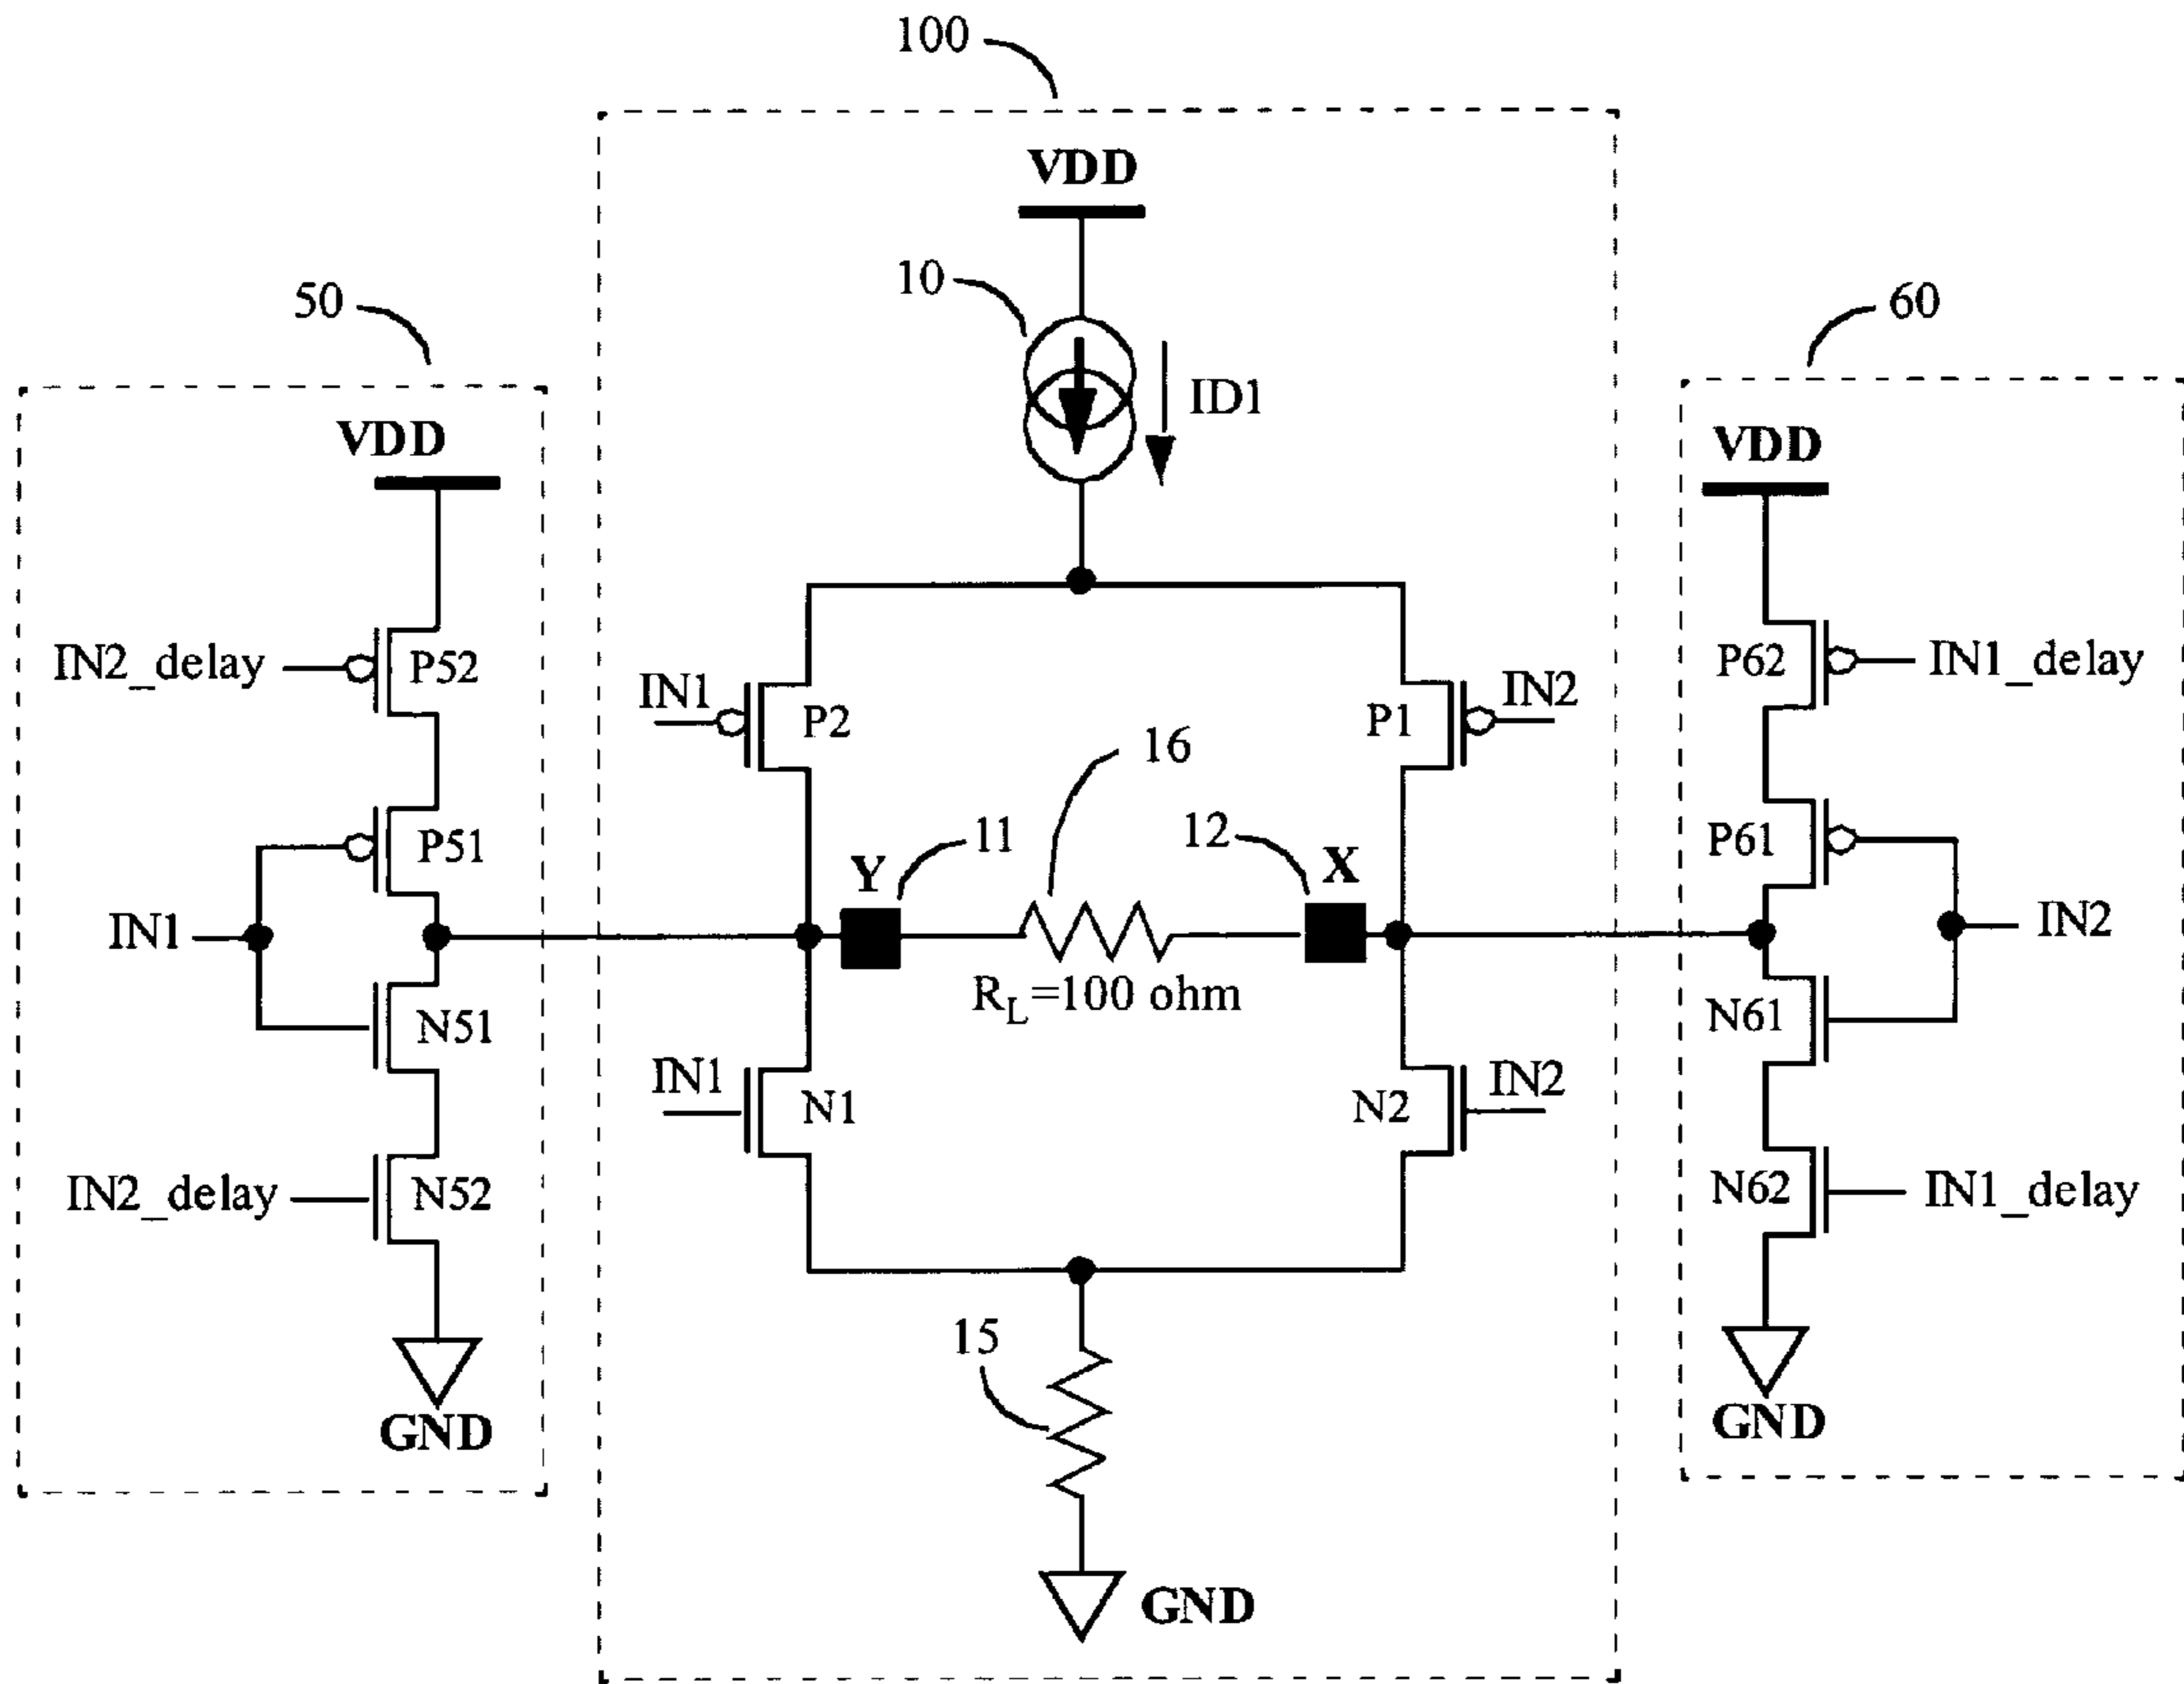 100
VDD
10
ID1
50
60
VDD
VDD
IN2_delay
P52
IN1
P2
P1
IN2
P62
IN1_delay
16
P51
Y
11
12
X
P61
IN1
RL=100 ohm
IN2
N51
N61
IN1
N1
N2
IN2
IN2_delay
N52
N62
IN1_delay
15
GND
GND
GND